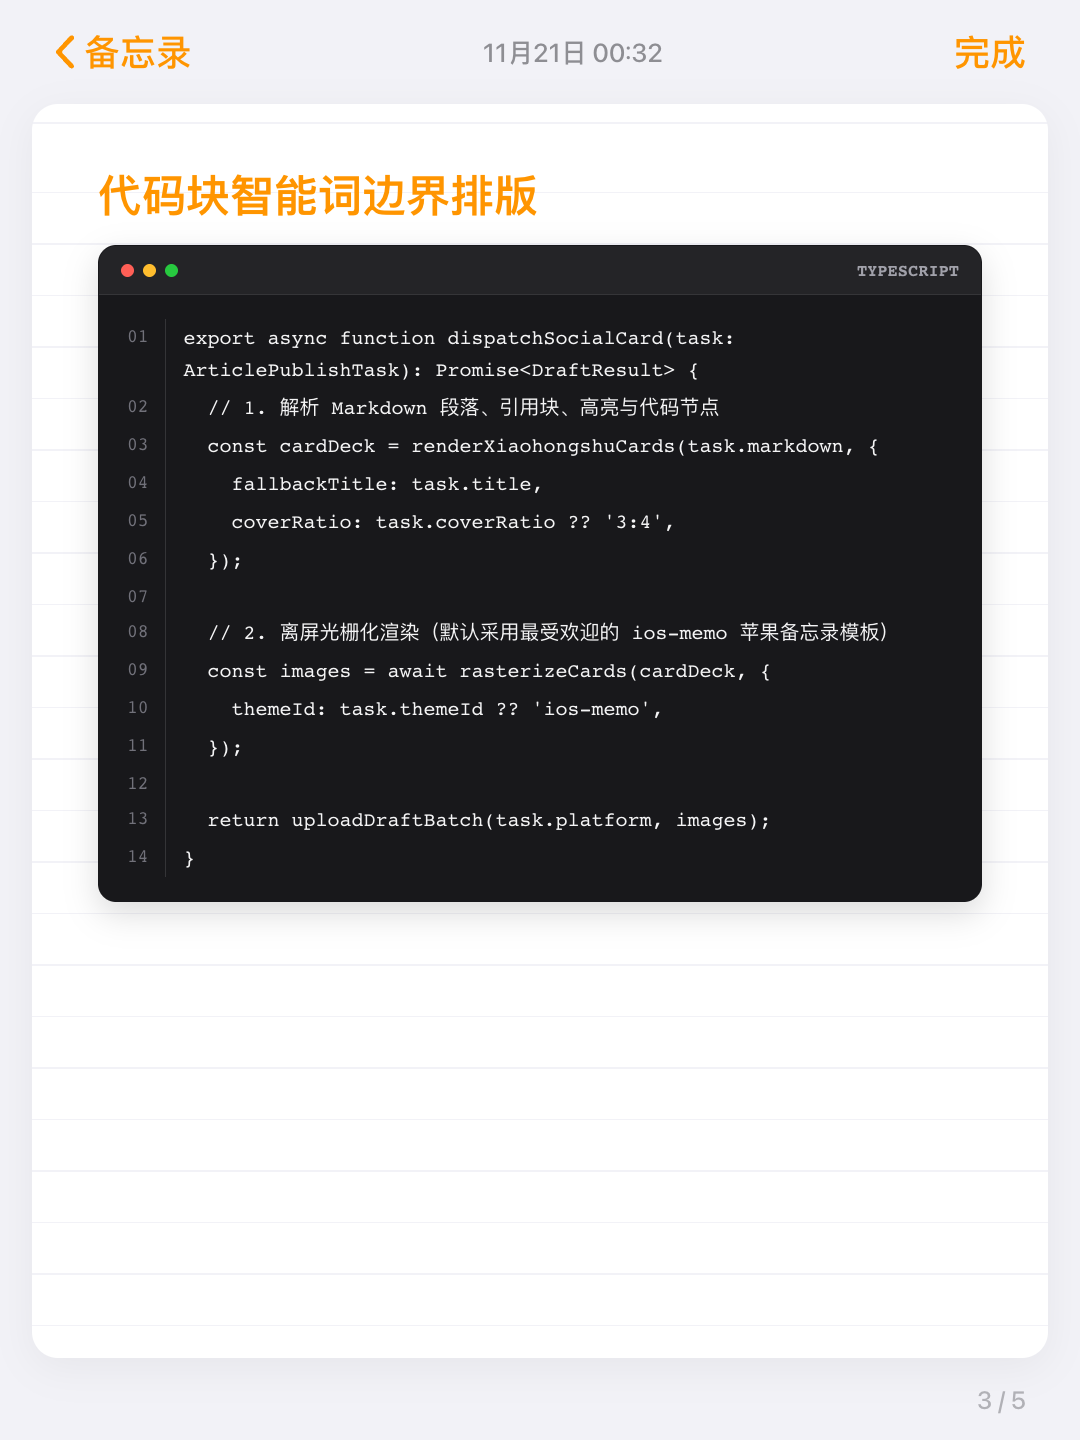 备忘录
11月21日 00:32
完成
代码块智能词边界排版
TYPESCRIPT
01 export async function dispatchSocialCard(task:
ArticlePublishTask): Promise<DraftResult> {
02   // 1. 解析 Markdown 段落、引用块、高亮与代码节点
03   const cardDeck = renderXiaohongshuCards(task.markdown, {
04     fallbackTitle: task.title,
05     coverRatio: task.coverRatio ?? '3:4',
06   });
07
08   // 2. 离屏光栅化渲染（默认采用最受欢迎的 ios-memo 苹果备忘录模板）
09   const images = await rasterizeCards(cardDeck, {
10     themeId: task.themeId ?? 'ios-memo',
11   });
12
13   return uploadDraftBatch(task.platform, images);
14 }
3 / 5